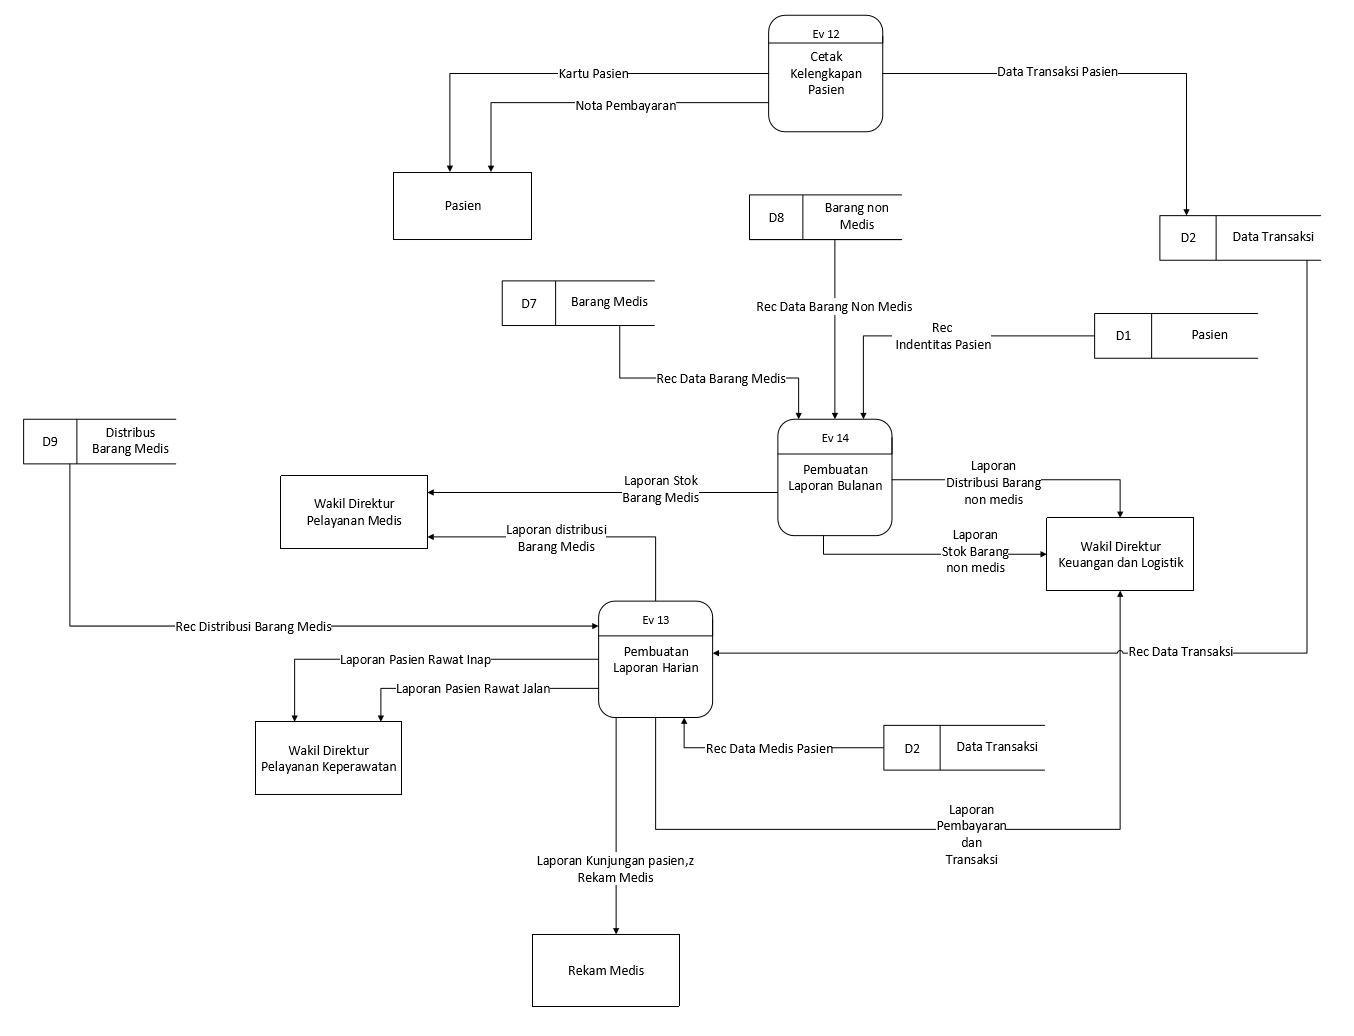 Ev 12
Cetak
Kelengkapan
Pasien
Kartu Pasien
Data Transaksi Pasien
Nota Pembayaran
Pasien
D8
Barang non
Medis
D2
Data Transaksi
D7
Barang Medis
Rec Data Barang Non Medis
Rec
Indentitas Pasien
D1
Pasien
Rec Data Barang Medis
D9
Distribus
Barang Medis
Ev 14
Pembuatan
Laporan Bulanan
Laporan Stok
Barang Medis
Laporan
Distribusi Barang
non medis
Wakil Direktur
Pelayanan Medis
Laporan distribusi
Barang Medis
Laporan
Stok Barang
non medis
Wakil Direktur
Keuangan dan Logistik
Rec Distribusi Barang Medis
Ev 13
Pembuatan
Laporan Harian
Rec Data Transaksi
Laporan Pasien Rawat Inap
Laporan Pasien Rawat Jalan
Wakil Direktur
Pelayanan Keperawatan
Rec Data Medis Pasien
D2
Data Transaksi
Laporan
Pembayaran
dan
Transaksi
Laporan Kunjungan pasien,z
Rekam Medis
Rekam Medis